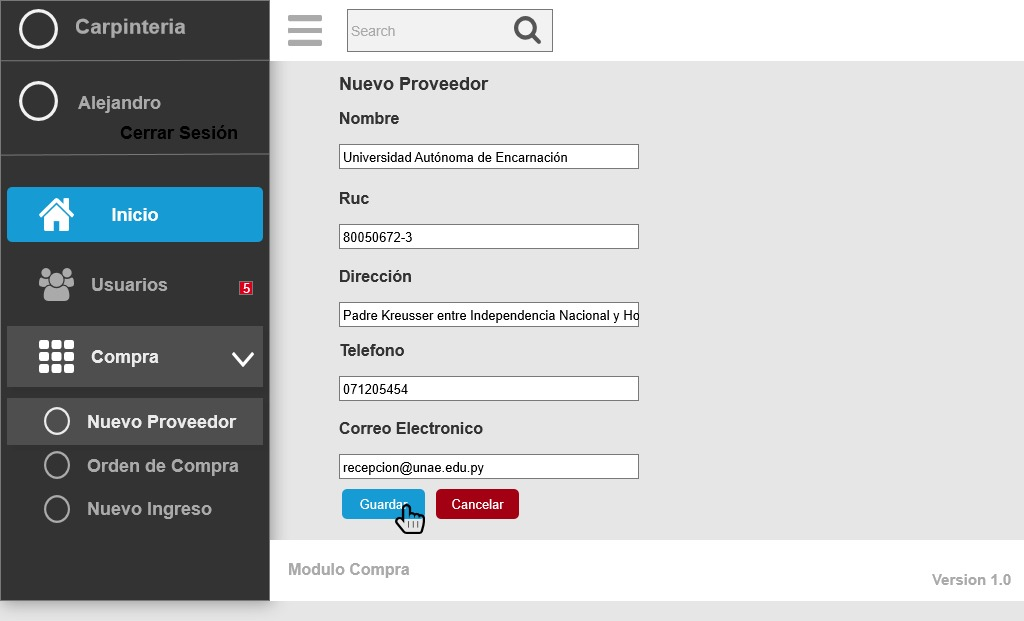 Carpinteria
Alejandro
Cerrar Sesión
Inicio
Usuarios 5
Compra
Nuevo Proveedor
Orden de Compra
Nuevo Ingreso
Search
Nuevo Proveedor
Nombre
Universidad Autónoma de Encarnación
Ruc
80050672-3
Dirección
Padre Kreusser entre Independencia Nacional y Ho
Telefono
071205454
Correo Electronico
recepcion@unae.edu.py
Guardar Cancelar
Modulo Compra
Version 1.0